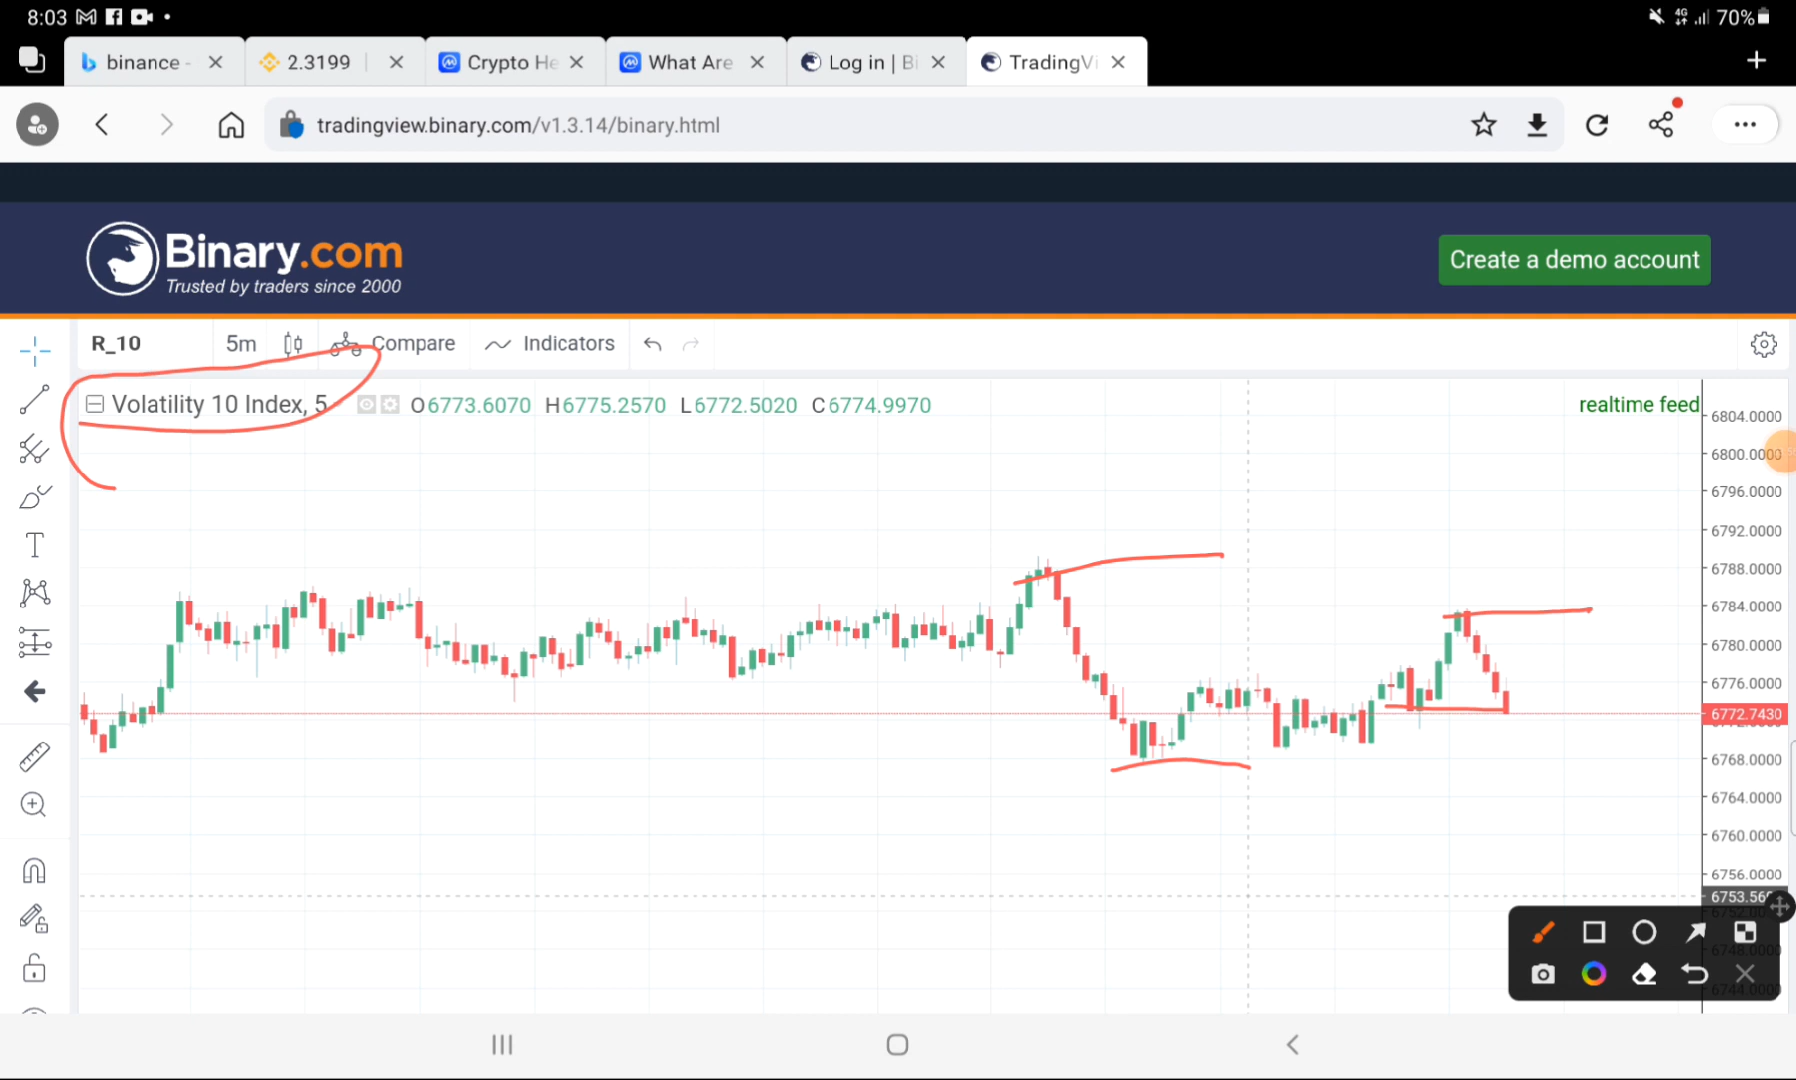 8:03
4G
70%
binance -
2.3199
Crypto He
What Are
Log in | Bi
TradingVi
tradingview.binary.com/v1.3.14/binary.html
Binary.com
Trusted by traders since 2000
Create a demo account
R_10
5m
Compare
Indicators
Volatility 10 Index, 5
O6773.6070 H6775.2570 L6772.5020 C6774.9970
realtime feed
6804.0000
6800.0000
6796.0000
6792.0000
6788.0000
6784.0000
6780.0000
6776.0000
6772.7430
6768.0000
6764.0000
6760.0000
6756.0000
T